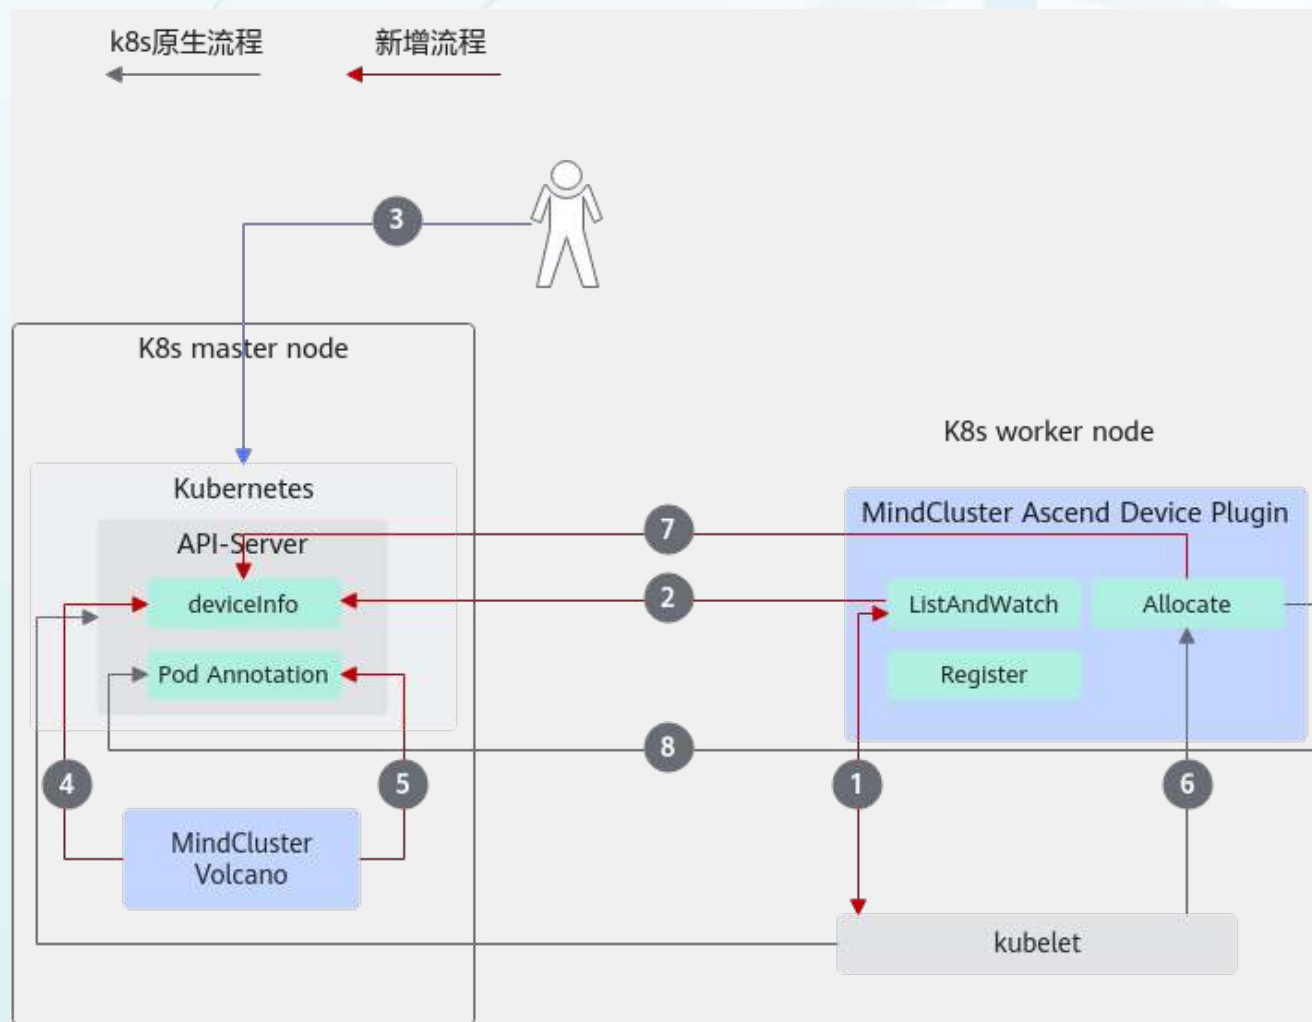 k8s原生流程
新增流程
3
K8s master node
K8s worker node
Kubernetes
MindCluster Ascend Device Plugin
7
API-Server
deviceInfo
2
ListAndWatch
Allocate
Pod Annotation
Register
8
4
5
1
6
MindCluster
Volcano
kubelet